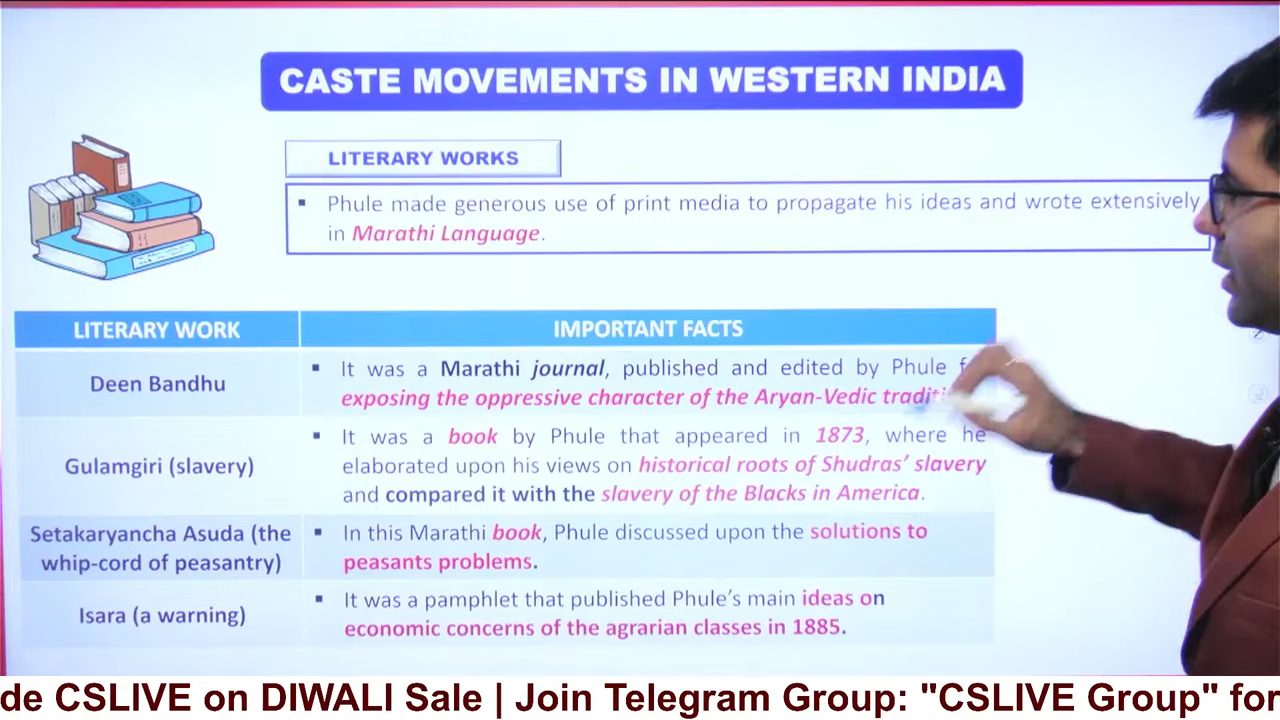 CASTE MOVEMENTS IN WESTERN INDIA
LITERARY WORKS
▪ Phule made generous use of print media to propagate his ideas and wrote extensively
in Marathi Language.
LITERARY WORK
IMPORTANT FACTS
Deen Bandhu
▪ It was a Marathi journal, published and edited by Phule
exposing the oppressive character of the Aryan-Vedic
Gulamgiri (slavery)
▪ It was a book by Phule that appeared in 1873, where he
elaborated upon his views on historical roots of Shudras’ slavery
and compared it with the slavery of the Blacks in America.
Setakaryancha Asuda (the
whip-cord of peasantry)
▪ In this Marathi book, Phule discussed upon the solutions to
peasants problems.
Isara (a warning)
▪ It was a pamphlet that published Phule’s main ideas on
economic concerns of the agrarian classes in 1885.
de CSLIVE on DIWALI Sale | Join Telegram Group: "CSLIVE Group" for